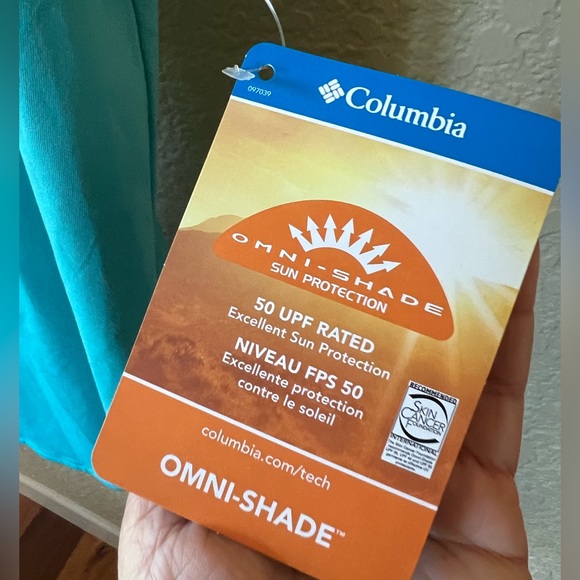 097039
Columbia
OMNI-SHADE
SUN PROTECTION
50 UPF RATED
Excellent Sun Protection
NIVEAU FPS 50
Excellente protection
contre le soleil
RECOMMENDED
SKIN
CANCER
FOUNDATION
INTERNATIONAL
columbia.com/tech
OMNI-SHADE™